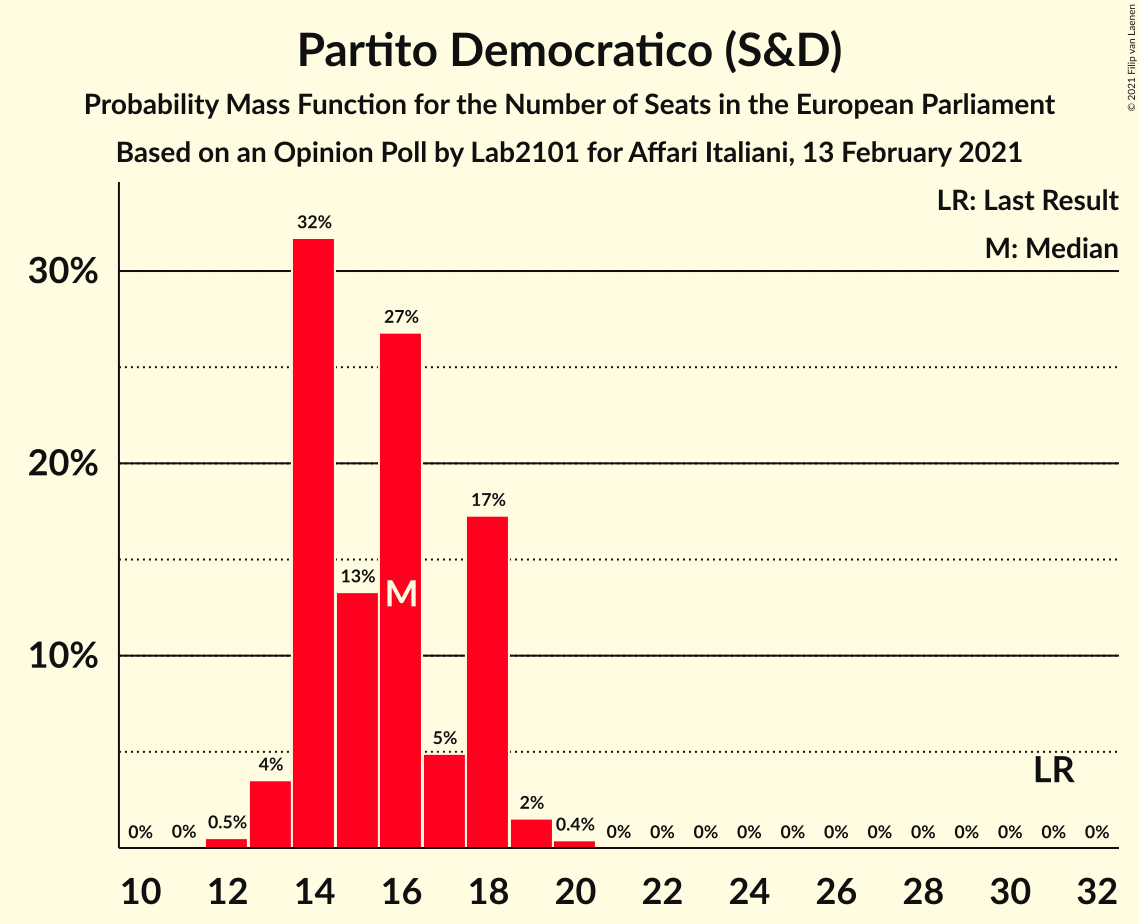 Partito Democratico (S&D)
Probability Mass Function for the Number of Seats in the European Parliament
Based on an Opinion Poll by Lab2101 for Affari Italiani, 13 February 2021
© 2021 Filip van Laenen
LR: Last Result
M: Median
30%
20%
10%
0%
0%
0.5%
4%
32%
13%
27%
5%
17%
2%
0.4%
0%
0%
0%
0%
0%
0%
0%
0%
0%
0%
0%
0%
M
LR
10 12 14 16 18 20 22 24 26 28 30 32